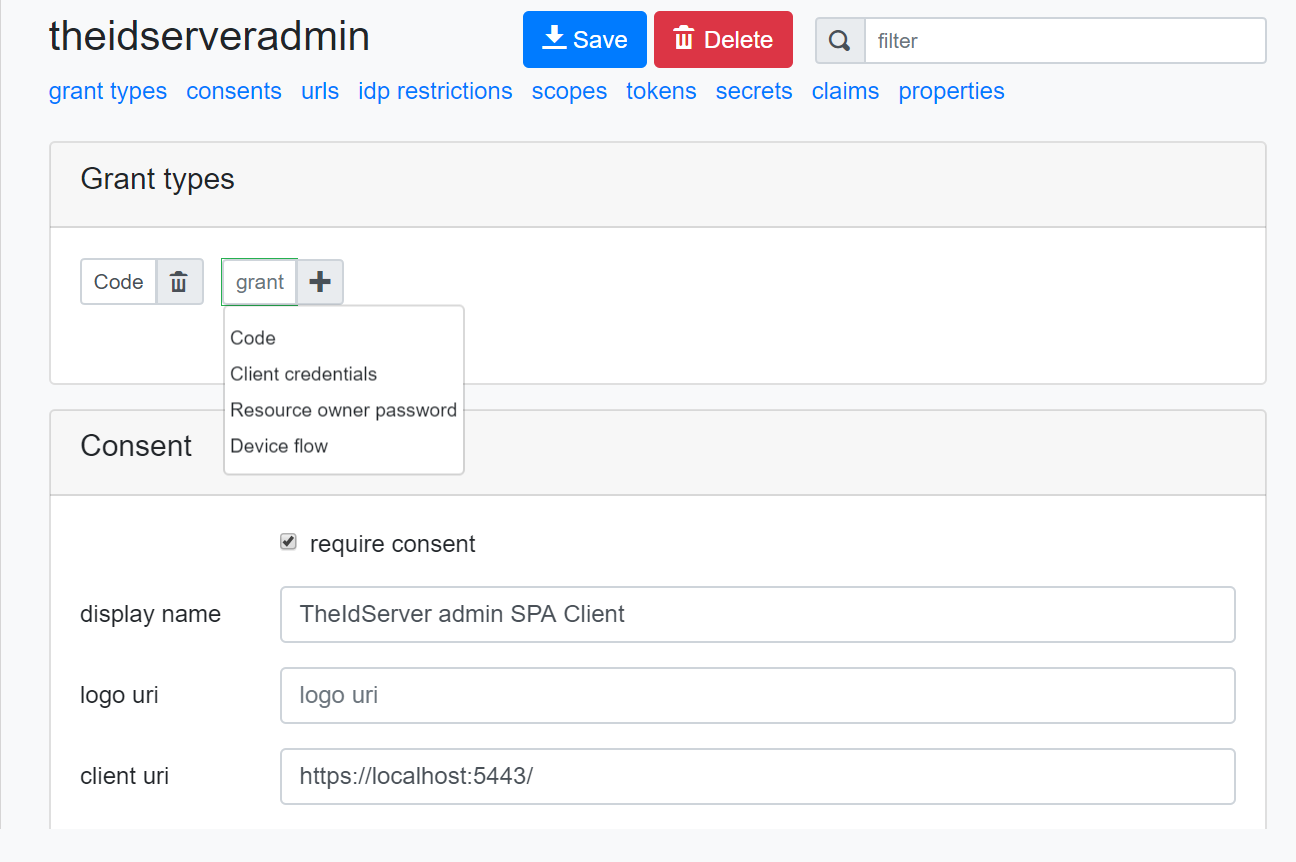 theidserveradmin
Save
Delete
filter
grant types consents urls idp restrictions scopes tokens secrets claims properties
Grant types
Code
grant
Code
Client credentials
Resource owner password
Device flow
Consent
require consent
display name
TheIdServer admin SPA Client
logo uri
logo uri
client uri
https://localhost:5443/